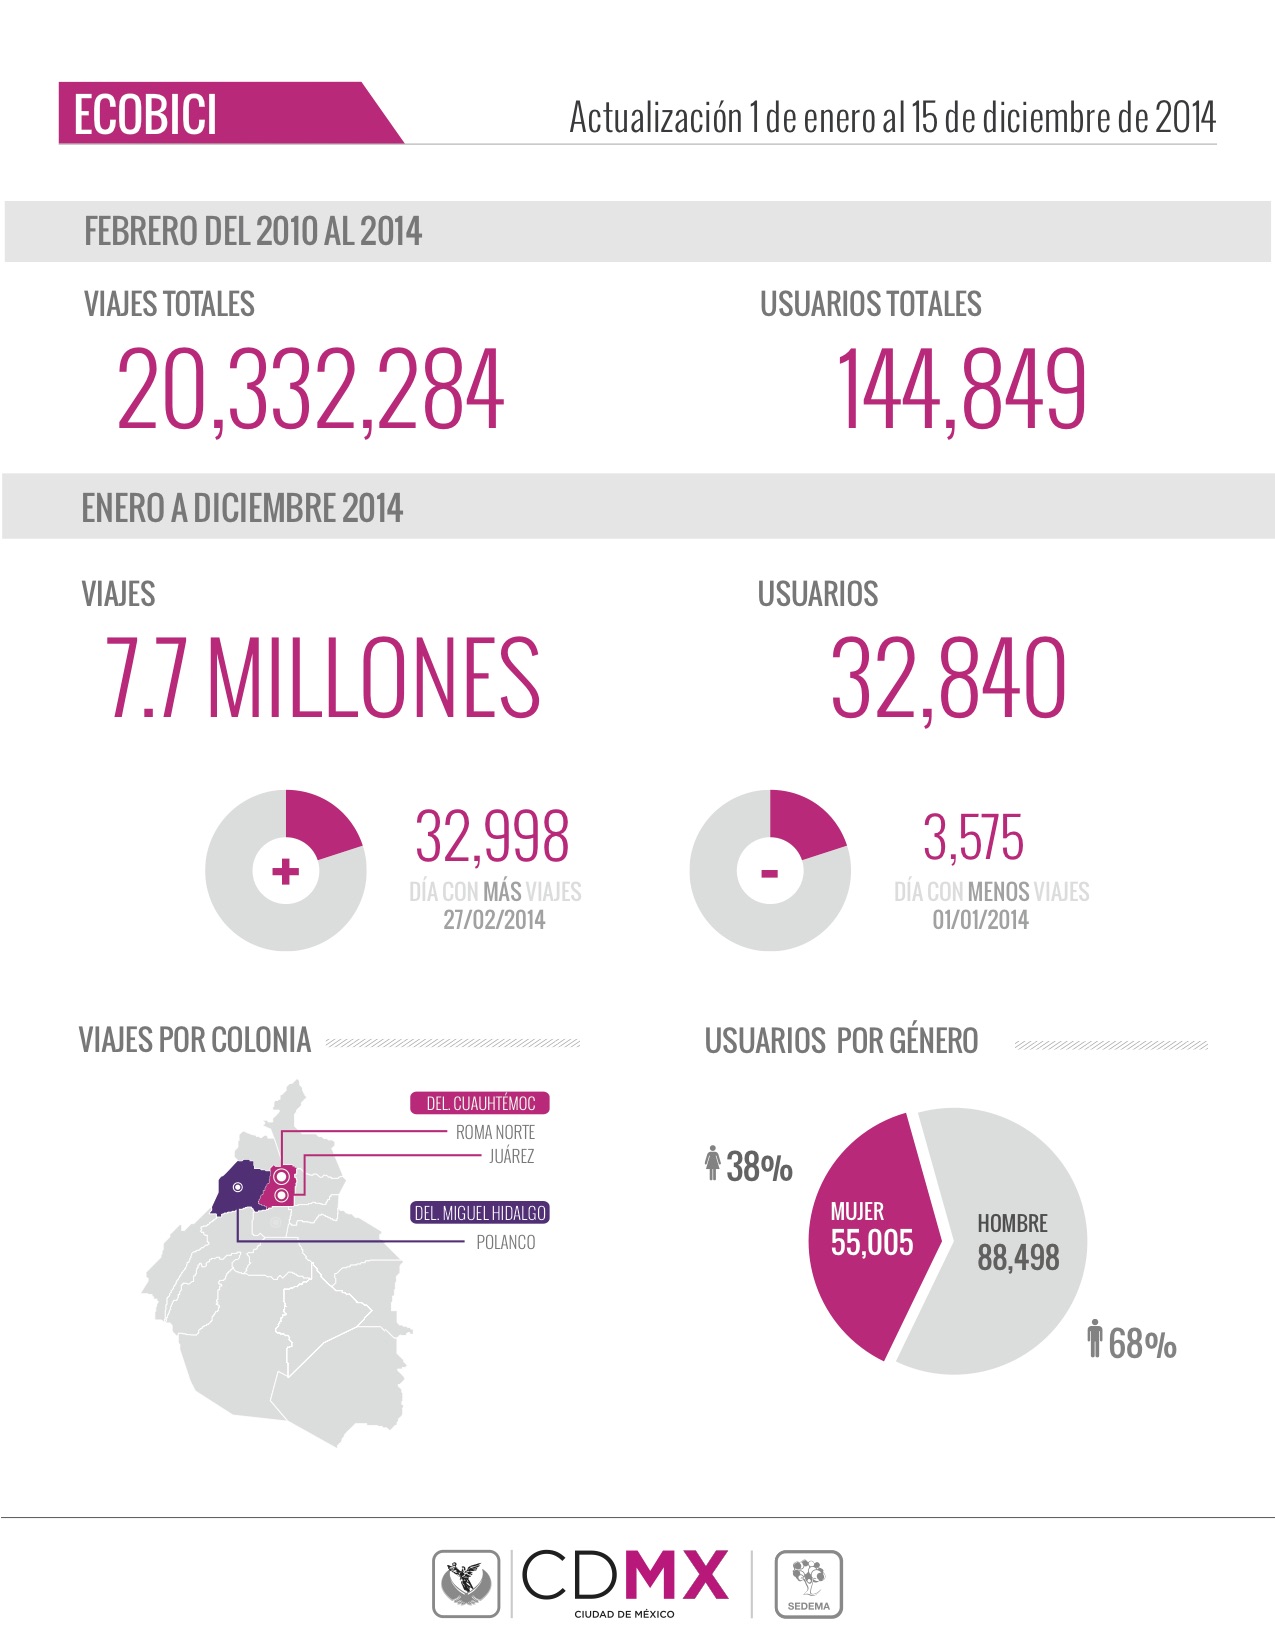 ECOBICI
Actualización 1 de enero al 15 de diciembre de 2014
FEBRERO DEL 2010 AL 2014
VIAJES TOTALES
USUARIOS TOTALES
20,332,284
144,849
ENERO A DICIEMBRE 2014
VIAJES
USUARIOS
7.7 MILLONES
32,840
+
32,998
DÍA CON MÁS VIAJES
27/02/2014
-
3,575
DÍA CON MENOS VIAJES
01/01/2014
VIAJES POR COLONIA
DEL. CUAUHTÉMOC
ROMA NORTE
JUÁREZ
DEL. MIGUEL HIDALGO
POLANCO
USUARIOS POR GÉNERO
38%
MUJER
55,005
HOMBRE
88,498
68%
CDMX
CIUDAD DE MÉXICO
SEDEMA